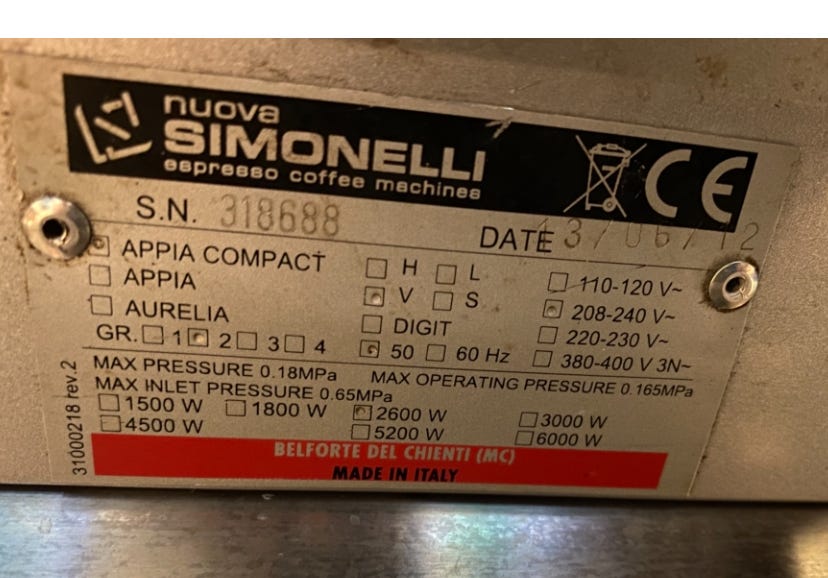 nuova
SIMONELLI
espresso coffee machines
CE
S.N. 318688
DATE 13/06/12
APPIA COMPACT
APPIA
AURELIA
GR. 1 2 3 4
H L
V S
DIGIT
50 60 Hz
110-120 V~
208-240 V~
220-230 V~
380-400 V 3N~
MAX PRESSURE 0.18MPa MAX OPERATING PRESSURE 0.165MPa
MAX INLET PRESSURE 0.65MPa
1500 W 1800 W 2600 W 3000 W
4500 W 5200 W 6000 W
31000218 rev.2
BELFORTE DEL CHIENTI (MC)
MADE IN ITALY